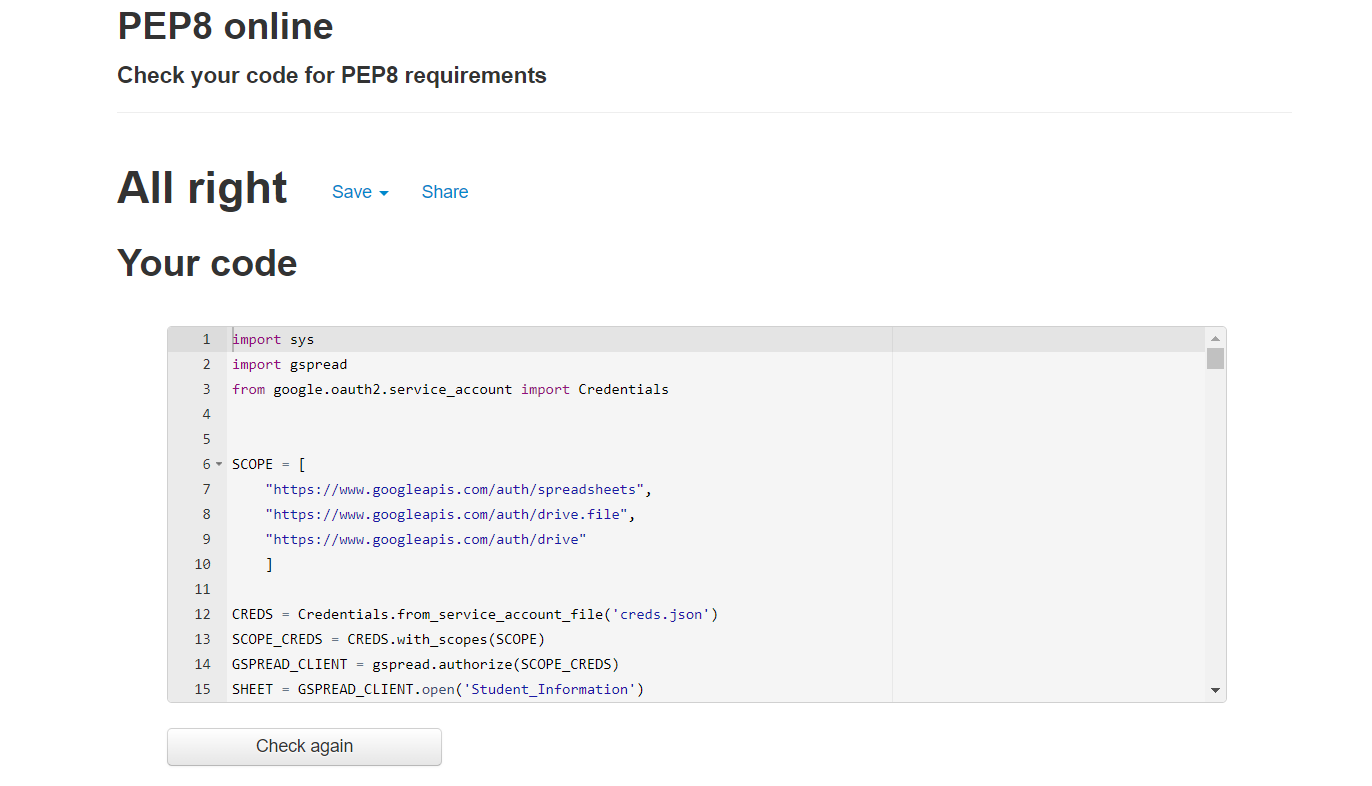 PEP8 online
Check your code for PEP8 requirements
All right Save Share
Your code
1 import sys
2 import gspread
3 from google.oauth2.service_account import Credentials
4
5
6 SCOPE = [
7     "https://www.googleapis.com/auth/spreadsheets",
8     "https://www.googleapis.com/auth/drive.file",
9     "https://www.googleapis.com/auth/drive"
10     ]
11
12 CREDS = Credentials.from_service_account_file('creds.json')
13 SCOPE_CREDS = CREDS.with_scopes(SCOPE)
14 GSPREAD_CLIENT = gspread.authorize(SCOPE_CREDS)
15 SHEET = GSPREAD_CLIENT.open('Student_Information')
Check again